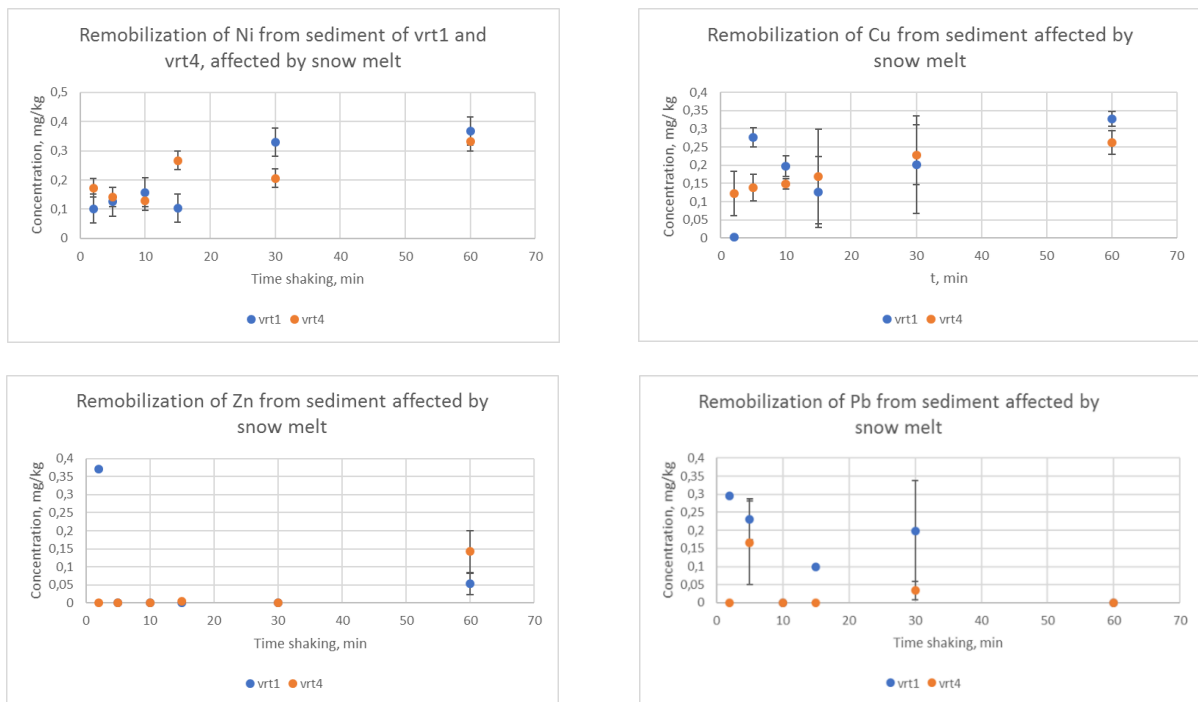 Remobilization of Ni from sediment of vrt1 and
vrt4, affected by snow melt
Concentration, mg/kg
0,5
0,4
0,3
0,2
0,1
0
0 10 20 30 40 50 60 70
Time shaking, min
vrt1 vrt4
Remobilization of Cu from sediment affected by
snow melt
Concentration, mg/kg
0,4
0,35
0,3
0,25
0,2
0,15
0,1
0,05
0
0 10 20 30 40 50 60 70
t, min
vrt1 vrt4
Remobilization of Zn from sediment affected by
snow melt
Concentration, mg/kg
0,4
0,35
0,3
0,25
0,2
0,15
0,1
0,05
0
0 10 20 30 40 50 60 70
Time shaking, min
vrt1 vrt4
Remobilization of Pb from sediment affected by
snow melt
Concentration, mg/kg
0,4
0,35
0,3
0,25
0,2
0,15
0,1
0,05
0
0 10 20 30 40 50 60 70
Time shaking, min
vrt1 vrt4